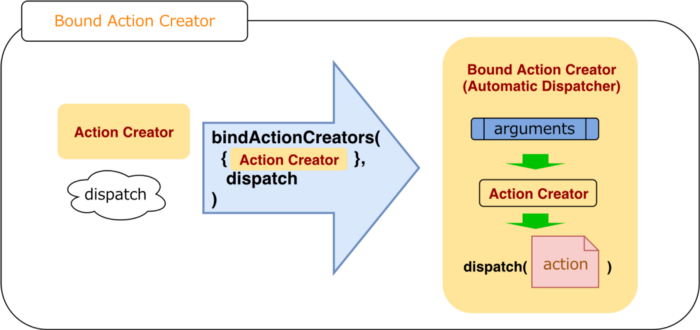 Bound Action Creator
Action Creator
dispatch
bindActionCreators(
{ Action Creator },
dispatch
)
Bound Action Creator
(Automatic Dispatcher)
arguments
Action Creator
dispatch( action )